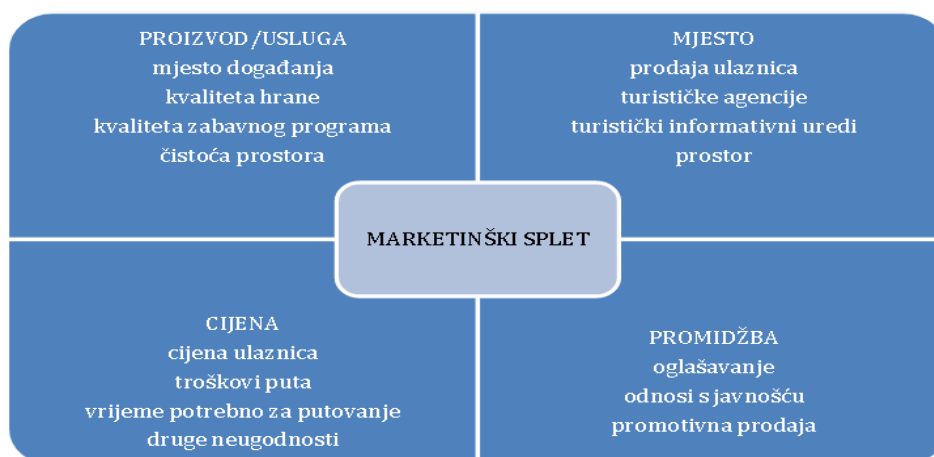 PROIZVOD/USLUGA
mjesto događanja
kvaliteta hrane
kvaliteta zabavnog programa
čistoća prostora
MJESTO
prodaja ulaznica
turističke agencije
turistički informativni uredi
prostor
MARKETINŠKI SPLET
CIJENA
cijena ulaznica
troškovi puta
vrijeme potrebno za putovanje
druge neugodnosti
PROMIDŽBA
oglašavanje
odnosi s javnošću
promotivna prodaja